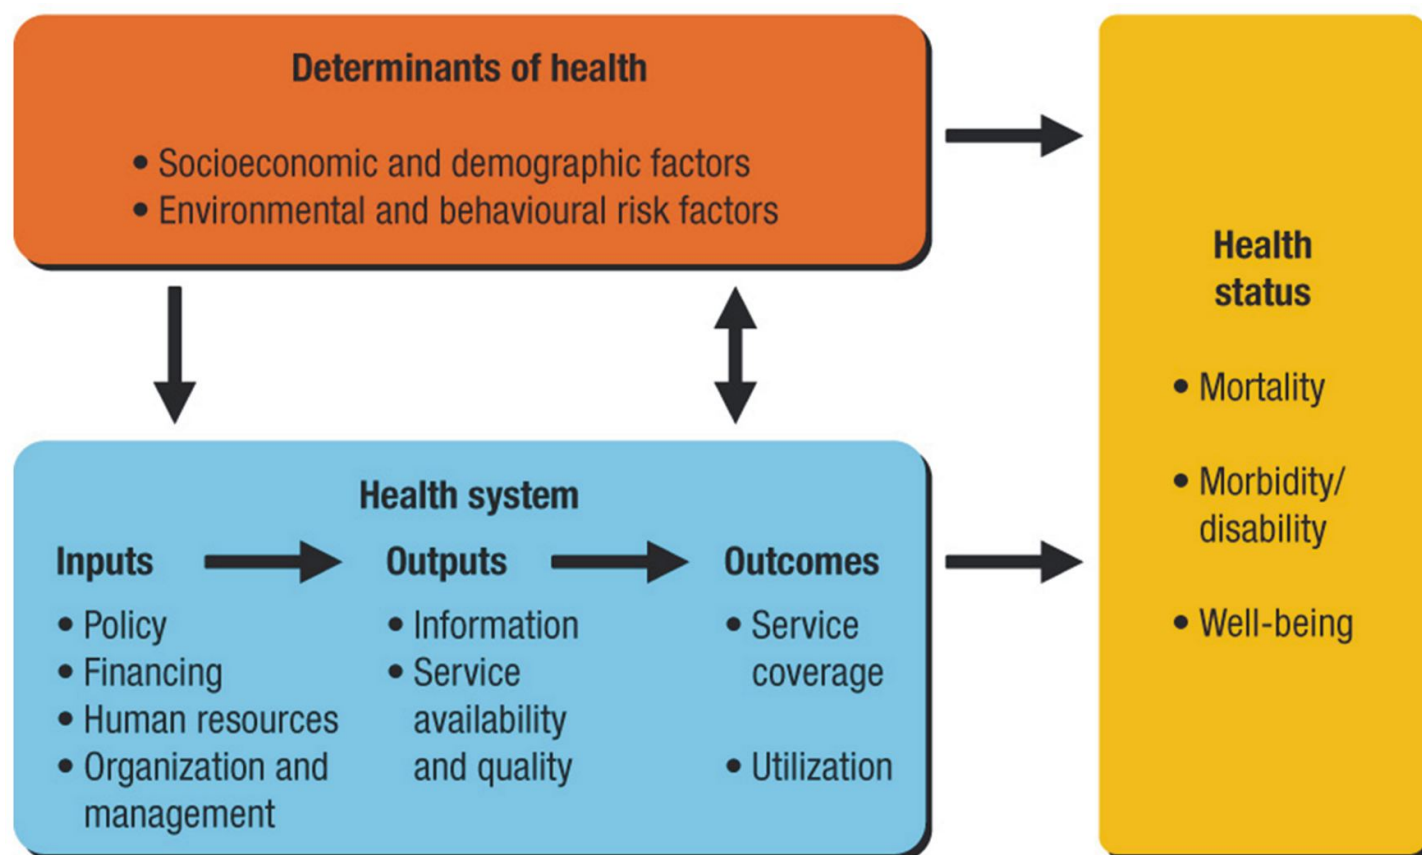 Determinants of health
• Socioeconomic and demographic factors
• Environmental and behavioural risk factors
Health system
Inputs
• Policy
• Financing
• Human resources
• Organization and
management
Outputs
• Information
• Service
availability
and quality
Outcomes
• Service
coverage
• Utilization
Health
status
• Mortality
• Morbidity/
disability
• Well-being